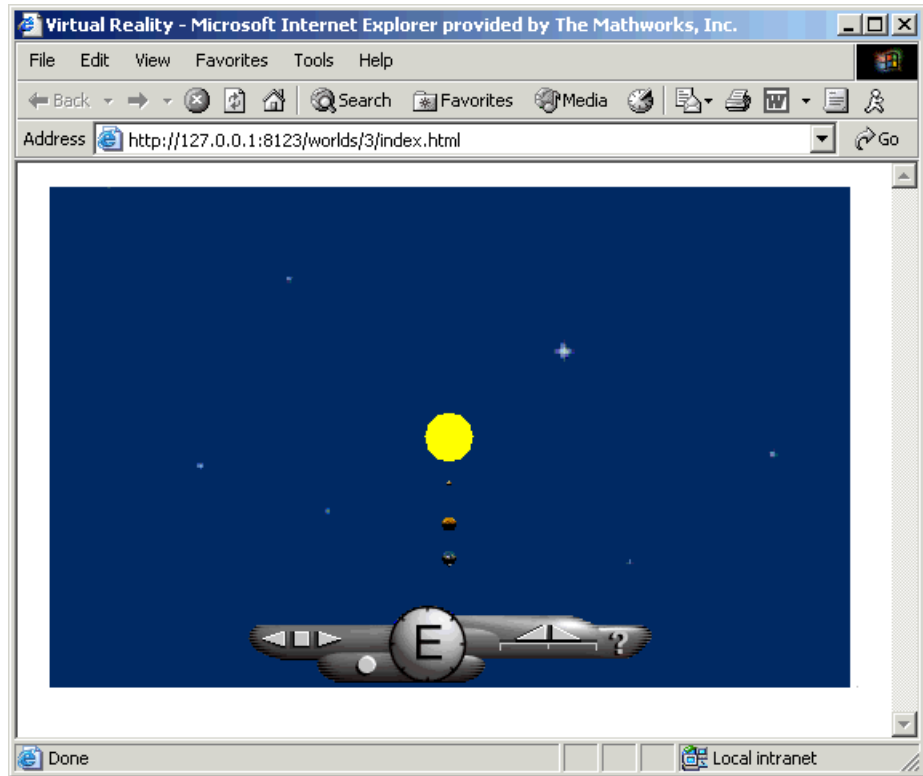 Virtual Reality - Microsoft Internet Explorer provided by The Mathworks, Inc.
File Edit View Favorites Tools Help
Back Search Favorites Media W
Address http://127.0.0.1:8123/worlds/3/index.html Go
E ?
Done Local intranet